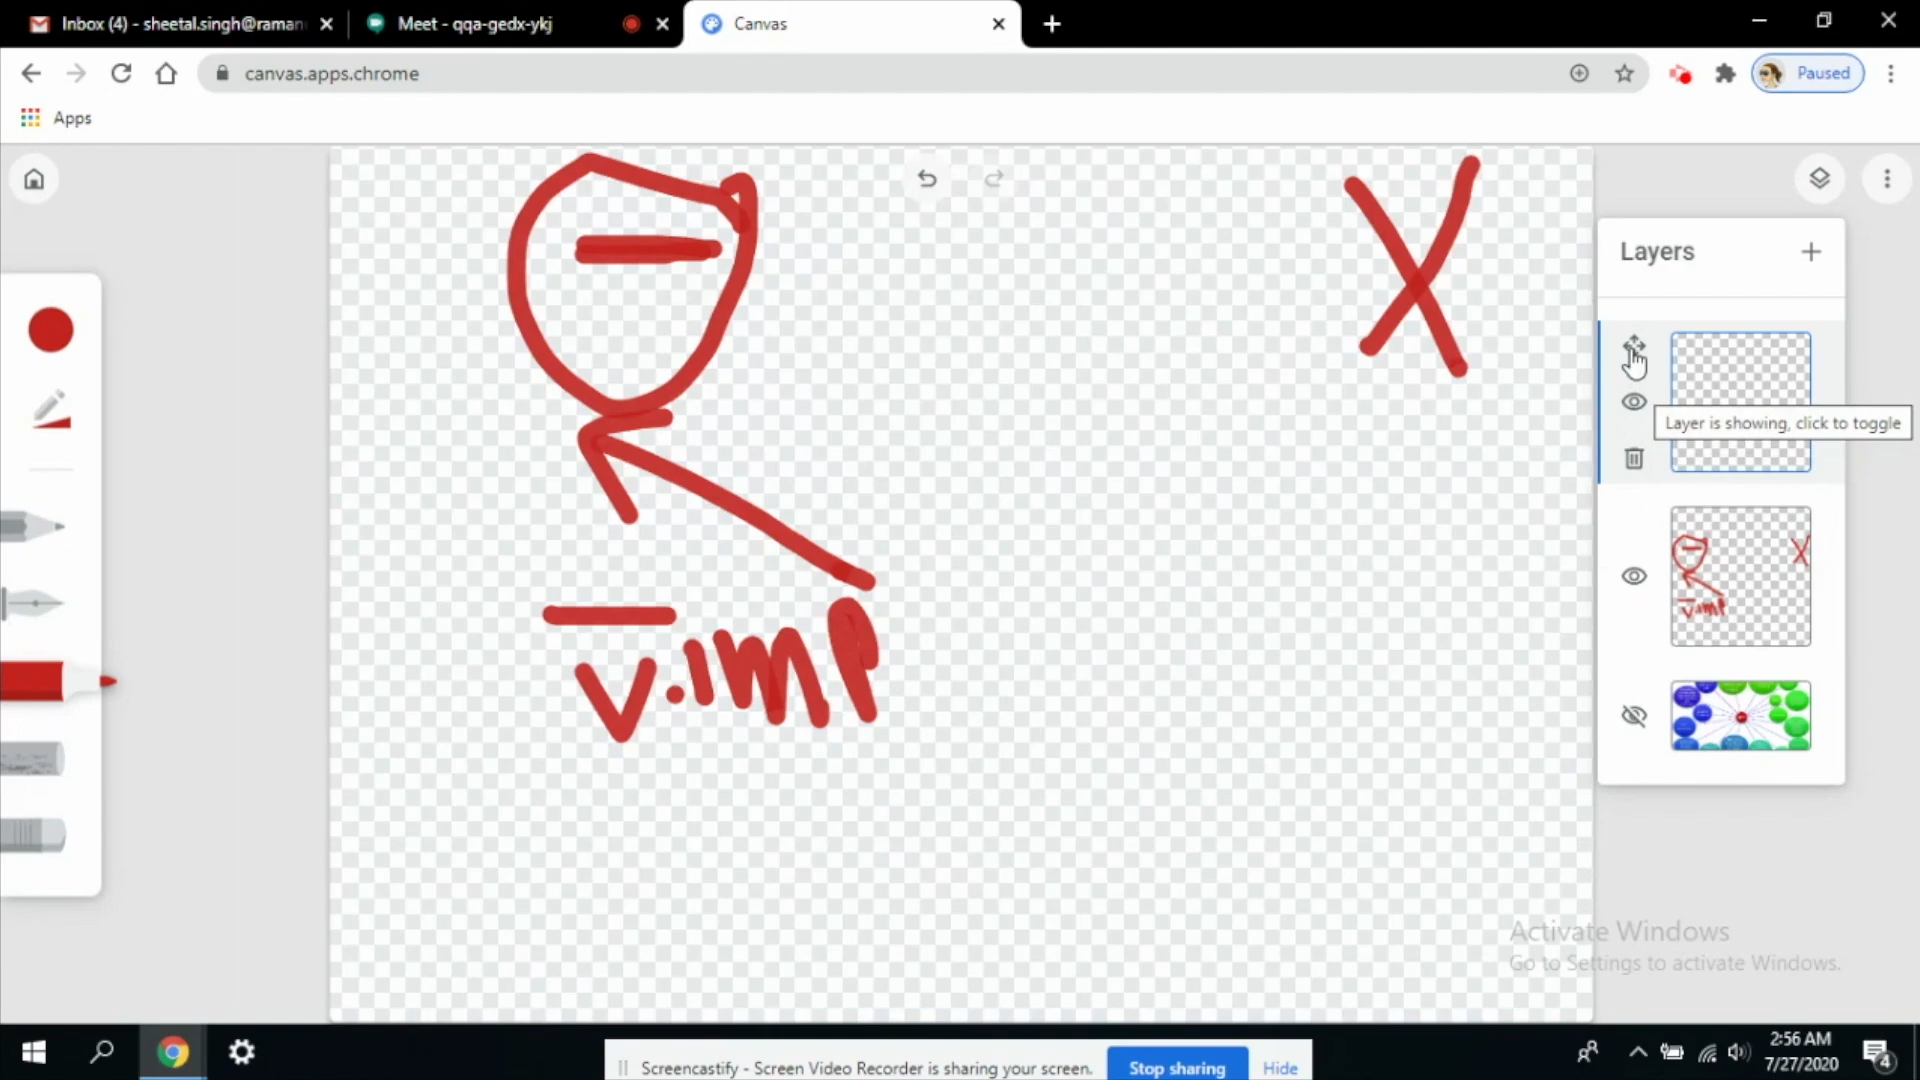 Inbox (4) - sheetal.singh@raman
Meet - qqa-gedx-ykj
Canvas
canvas.apps.chrome
Paused
Apps
Layers
Layer is showing, click to toggle
X
V.IMP
Activate Windows
Go to Settings to activate Windows.
Screencastify - Screen Video Recorder is sharing your screen.
Stop sharing
Hide
2:56 AM
7/27/2020
4